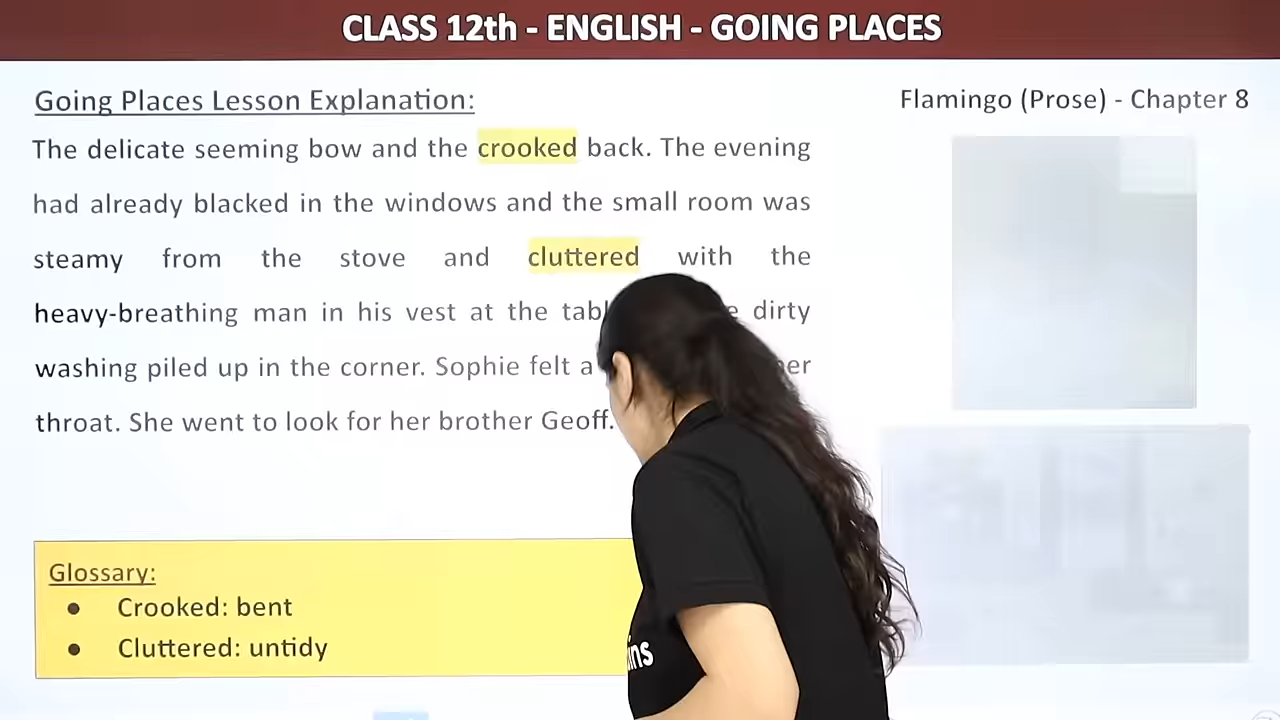 CLASS 12th - ENGLISH - GOING PLACES
Going Places Lesson Explanation:
Flamingo (Prose) - Chapter 8
The delicate seeming bow and the crooked back. The evening
had already blacked in the windows and the small room was
steamy from the stove and cluttered with the
heavy-breathing man in his vest at the dirty
washing piled up in the corner. Sophie felt a
throat. She went to look for her brother Geoff.
Glossary:
● Crooked: bent
● Cluttered: untidy